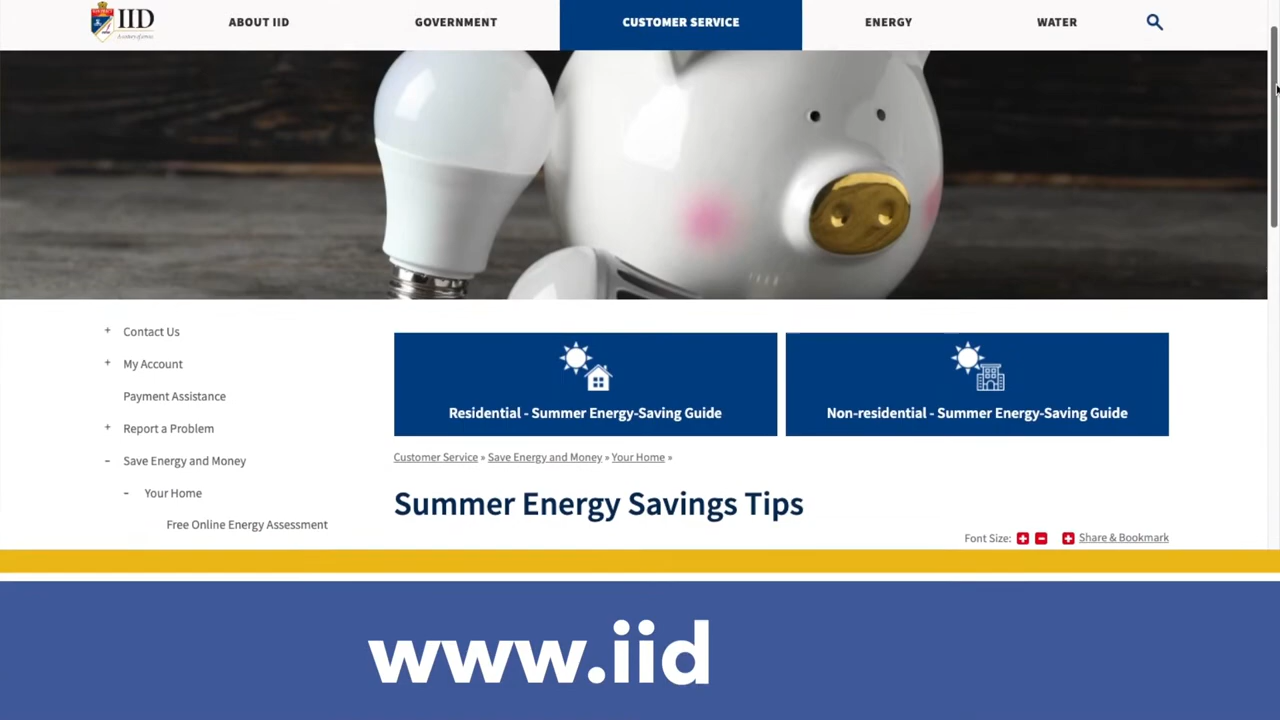 IID
ABOUT IID
GOVERNMENT
CUSTOMER SERVICE
ENERGY
WATER
+ Contact Us
+ My Account
Payment Assistance
+ Report a Problem
- Save Energy and Money
- Your Home
Free Online Energy Assessment
Residential - Summer Energy-Saving Guide
Non-residential - Summer Energy-Saving Guide
Customer Service » Save Energy and Money » Your Home »
Summer Energy Savings Tips
Font Size: + - + Share & Bookmark
www.iid